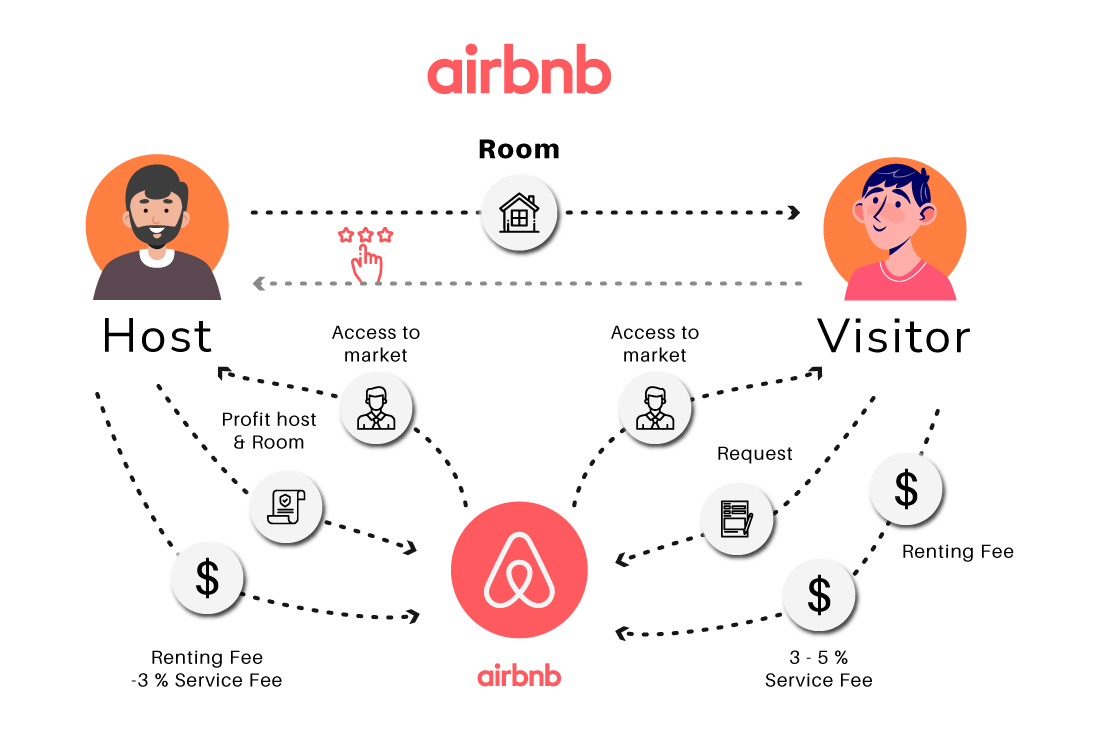 airbnb
Room
Host
Visitor
Access to
market
Access to
market
Profit host
& Room
Request
$
Renting Fee
$
$
Renting Fee
-3 % Service Fee
3 - 5 %
Service Fee
airbnb